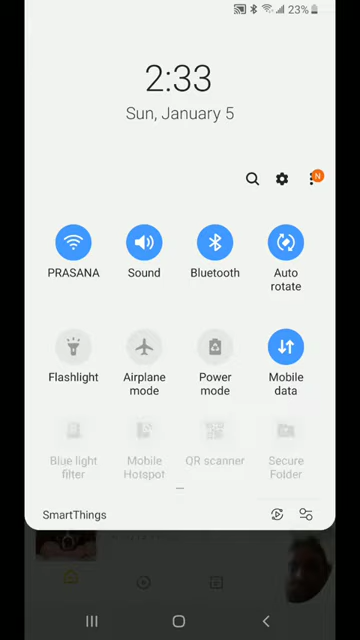 23%
2:33
Sun, January 5
N
PRASANA
Sound
Bluetooth
Auto
rotate
Flashlight
Airplane
mode
Power
mode
Mobile
data
Blue light
filter
Mobile
Hotspot
QR scanner
Secure
Folder
SmartThings